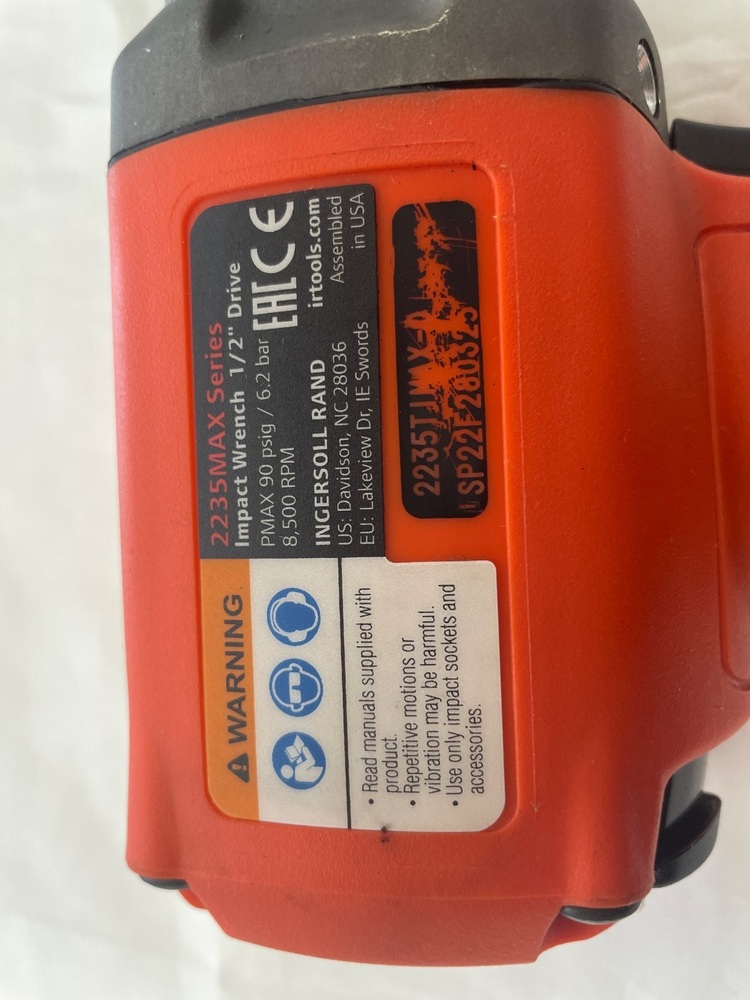 2235MAX Series
Impact Wrench 1/2" Drive
PMAX 90 psig / 6.2 bar
8,500 RPM
EAC CE
INGERSOLL RAND
irtools.com
US: Davidson, NC 28036
Assembled
EU: Lakeview Dr, IE Swords
in USA
WARNING
• Read manuals supplied with
product.
• Repetitive motions or
vibration may be harmful.
• Use only impact sockets and
accessories.